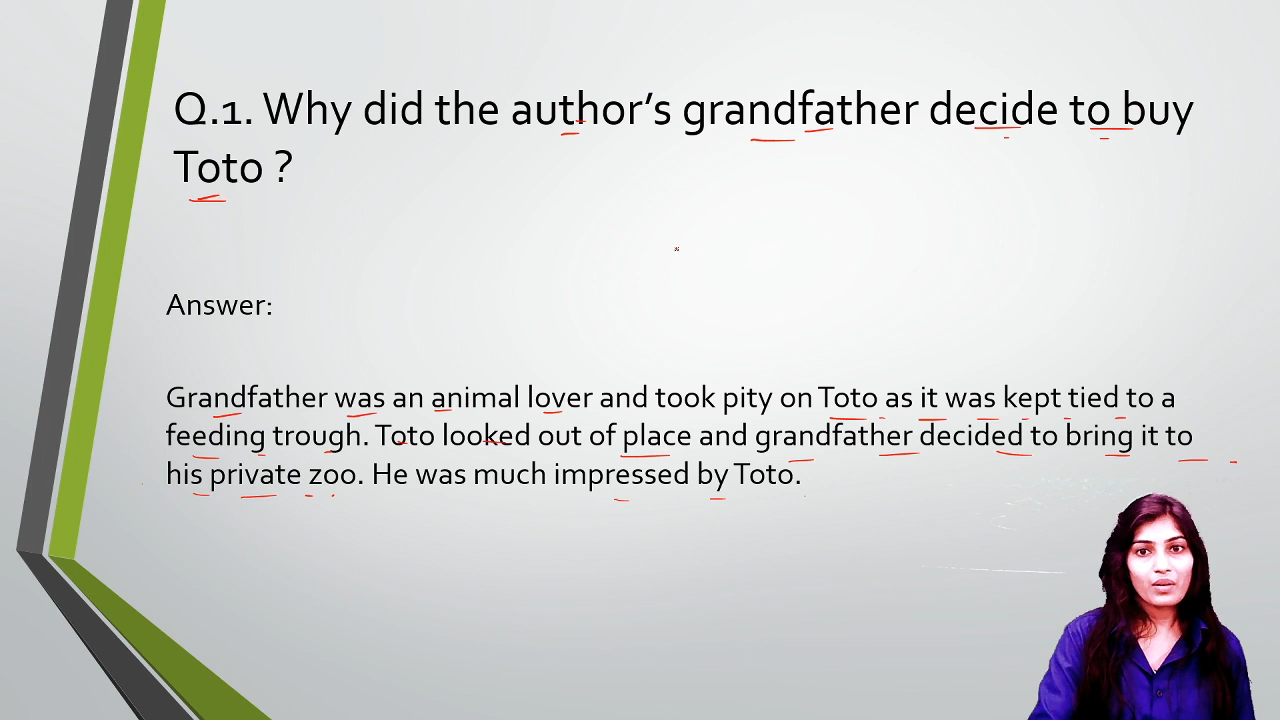 Q.1. Why did the author’s grandfather decide to buy
Toto ?
Answer:
Grandfather was an animal lover and took pity on Toto as it was kept tied to a
feeding trough. Toto looked out of place and grandfather decided to bring it to
his private zoo. He was much impressed by Toto.